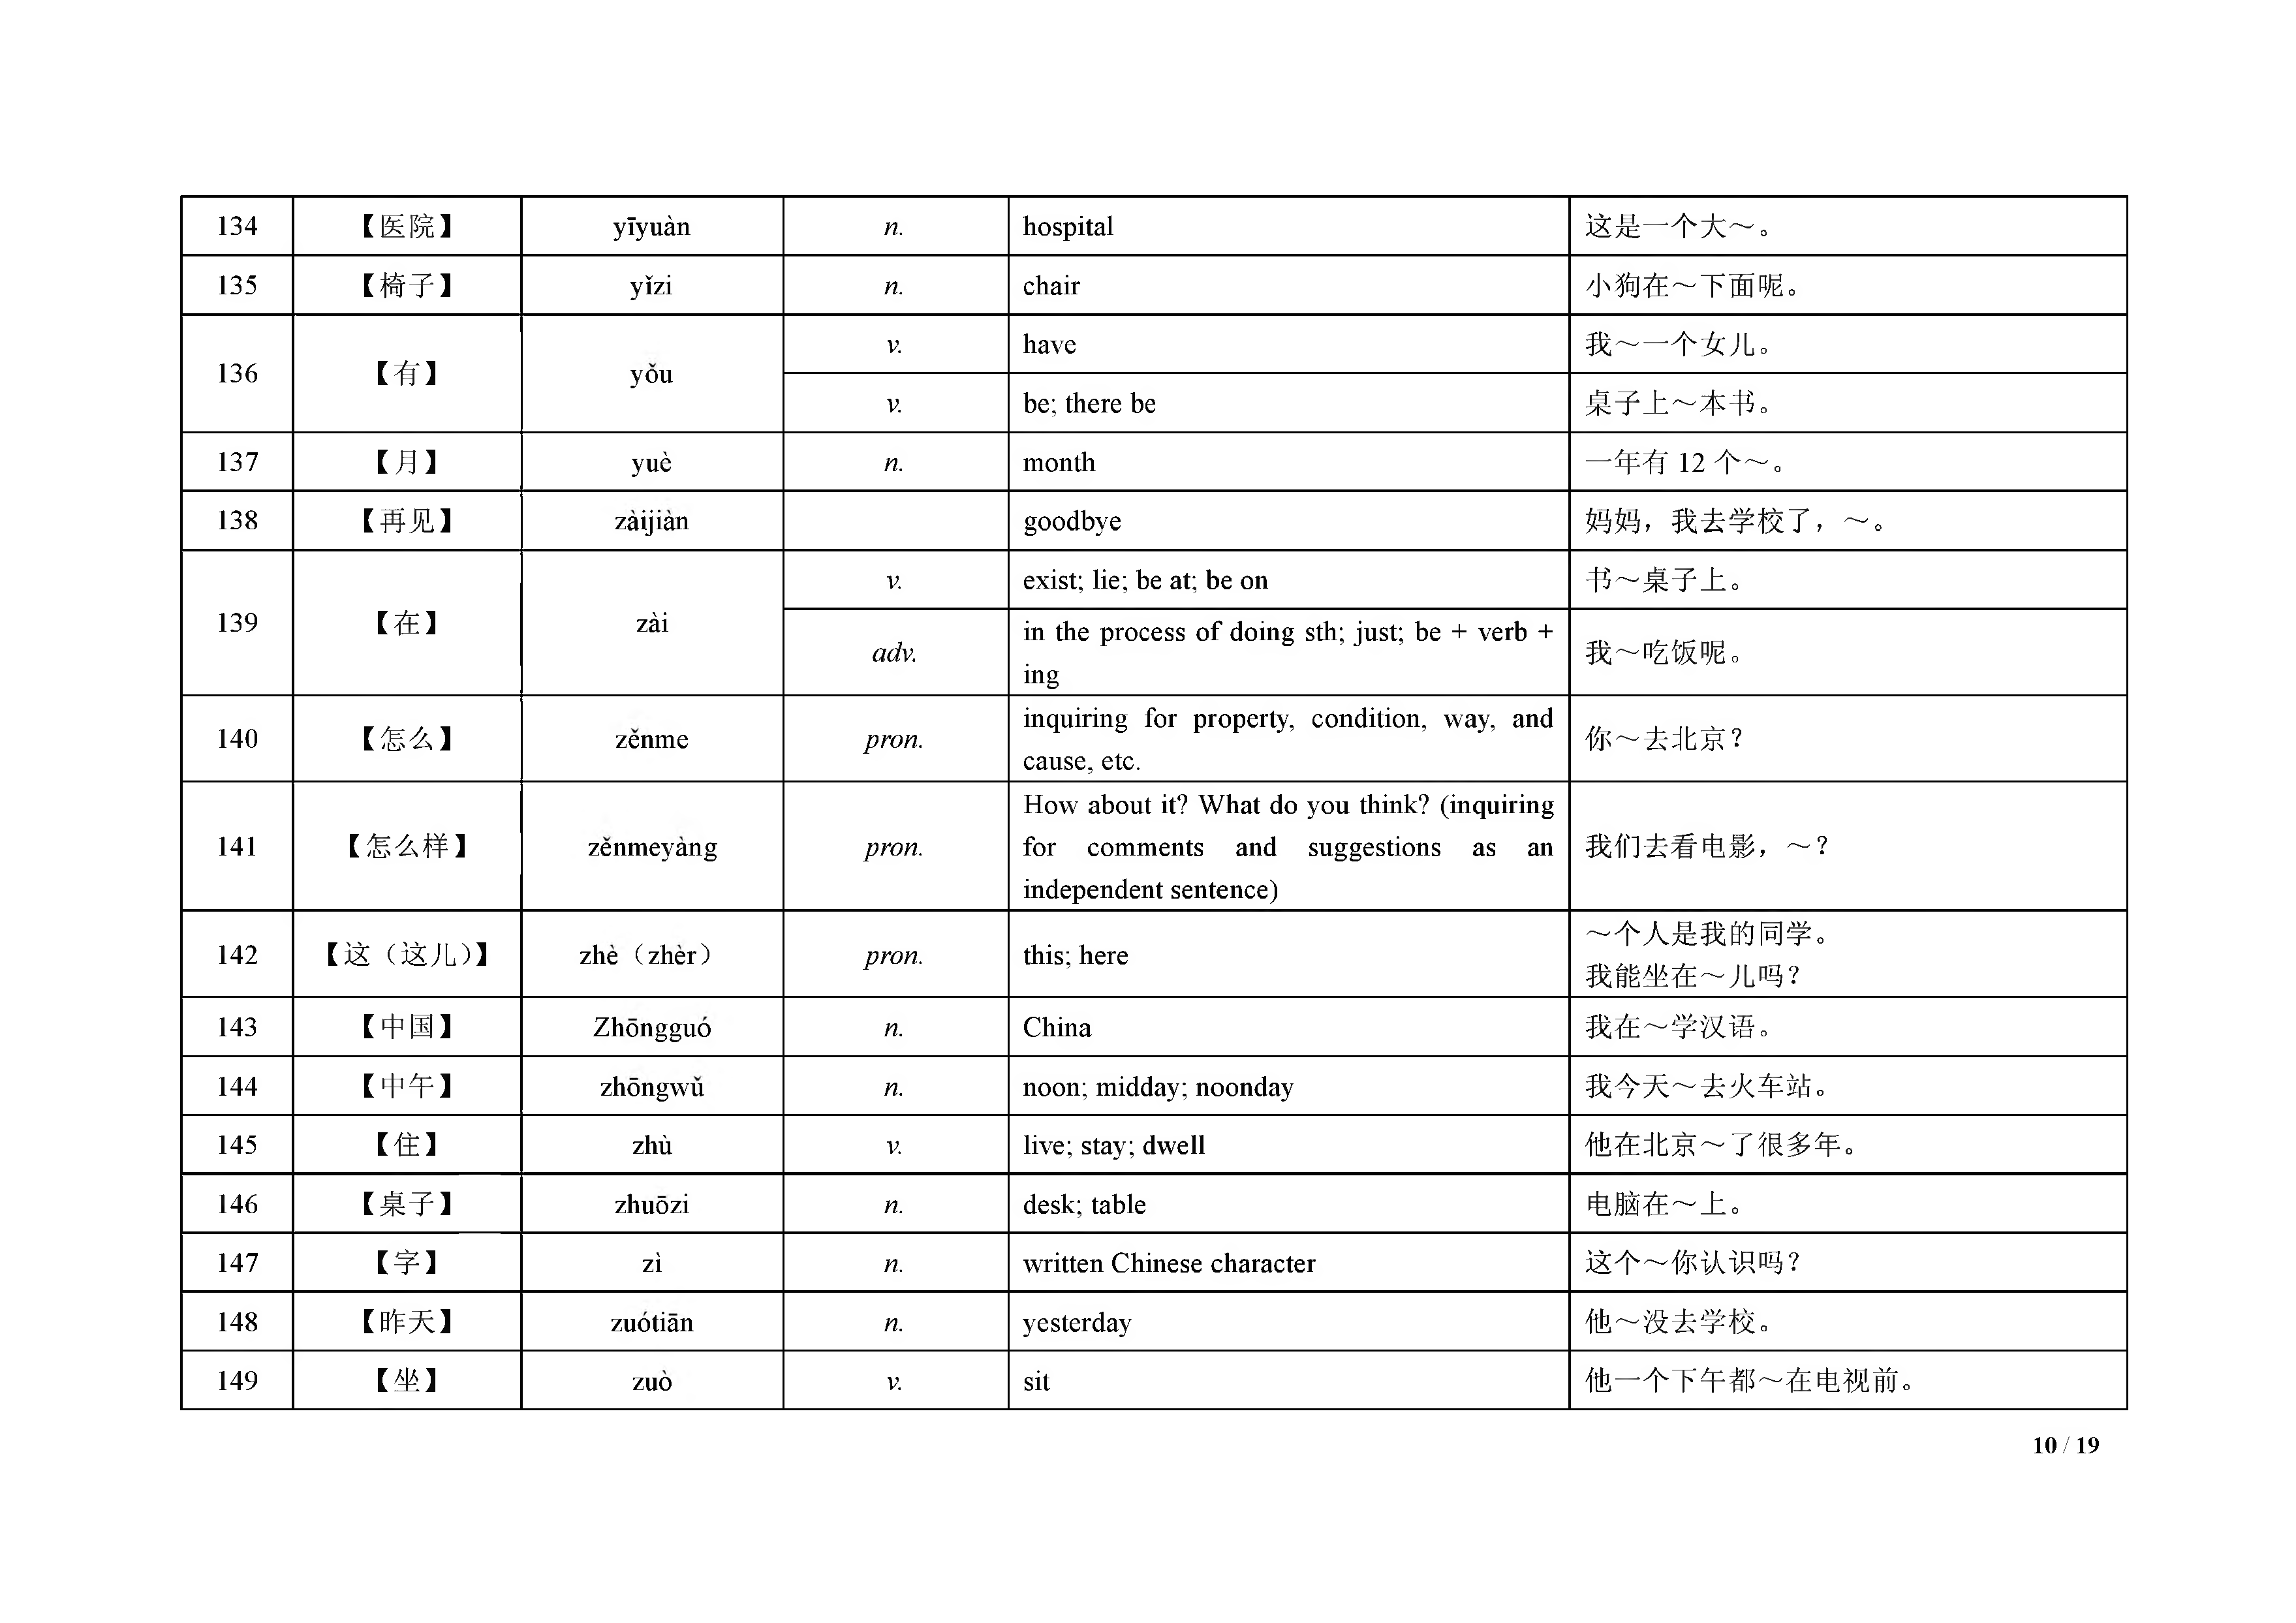 134 【医院】 yīyuàn n. hospital 这是一个大～。
135 【椅子】 yǐzi n. chair 小狗在～下面呢。
136 【有】 yǒu v. have 我～一个女儿。
v. be; there be 桌子上～本书。
137 【月】 yuè n. month 一年有 12 个～。
138 【再见】 zàijiàn goodbye 妈妈，我去学校了，～。
139 【在】 zài v. exist; lie; be at; be on 书～桌子上。
adv. in the process of doing sth; just; be + verb +
ing 我～吃饭呢。
140 【怎么】 zěnme pron. inquiring for property, condition, way, and
cause, etc. 你～去北京？
141 【怎么样】 zěnmeyàng pron. How about it? What do you think? (inquiring
for comments and suggestions as an
independent sentence) 我们去看电影，～？
142 【这（这儿）】 zhè（zhèr） pron. this; here ～个人是我的同学。
我能坐在～儿吗？
143 【中国】 Zhōngguó n. China 我在～学汉语。
144 【中午】 zhōngwǔ n. noon; midday; noonday 我今天～去火车站。
145 【住】 zhù v. live; stay; dwell 他在北京～了很多年。
146 【桌子】 zhuōzi n. desk; table 电脑在～上。
147 【字】 zì n. written Chinese character 这个～你认识吗？
148 【昨天】 zuótiān n. yesterday 他～没去学校。
149 【坐】 zuò v. sit 他一个下午都～在电视前。
10 / 19